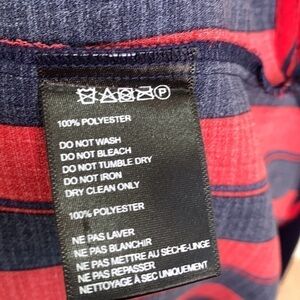 100% POLYESTER
DO NOT WASH
DO NOT BLEACH
DO NOT TUMBLE DRY
DO NOT IRON
DRY CLEAN ONLY
100% POLYESTER
NE PAS LAVER
NE PAS BLANCHIR
NE PAS METTRE AU SÈCHE-LINGE
NE PAS REPASSER
NETTOYAGE À SEC UNIQUEMENT